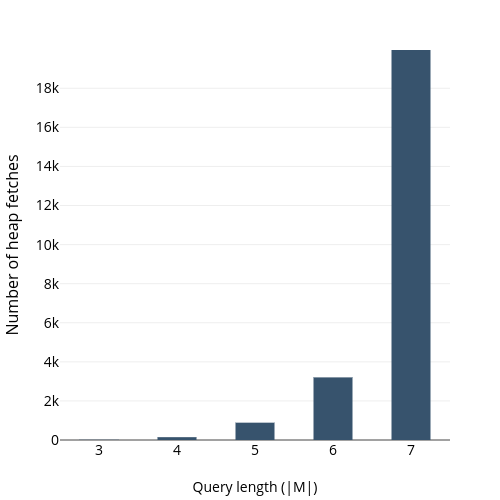 Number of heap fetches
18k
16k
14k
12k
10k
8k
6k
4k
2k
0
3 4 5 6 7
Query length (|M|)